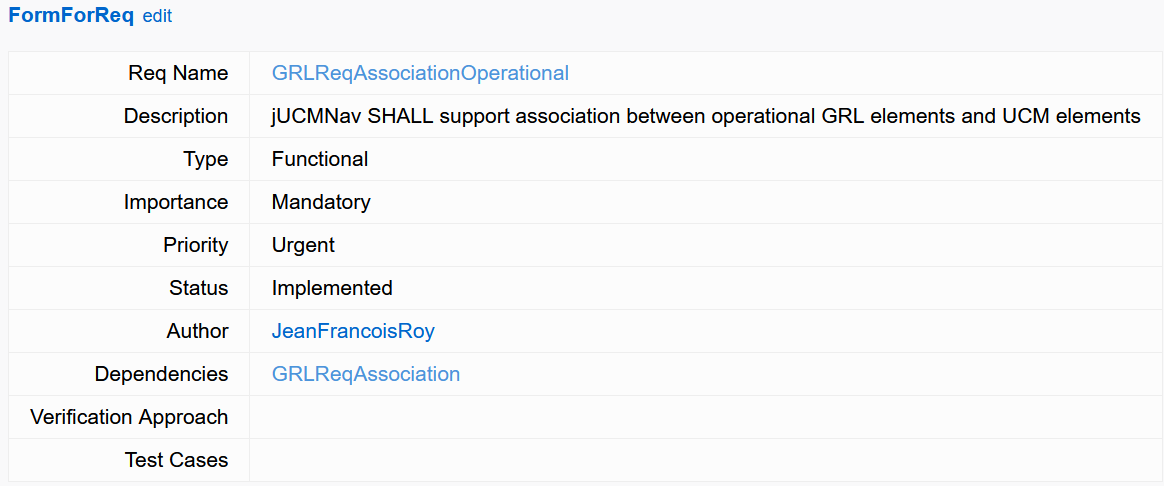 FormForReq edit
Req Name GRLReqAssociationOperational
Description jUCMNav SHALL support association between operational GRL elements and UCM elements
Type Functional
Importance Mandatory
Priority Urgent
Status Implemented
Author JeanFrancoisRoy
Dependencies GRLReqAssociation
Verification Approach
Test Cases